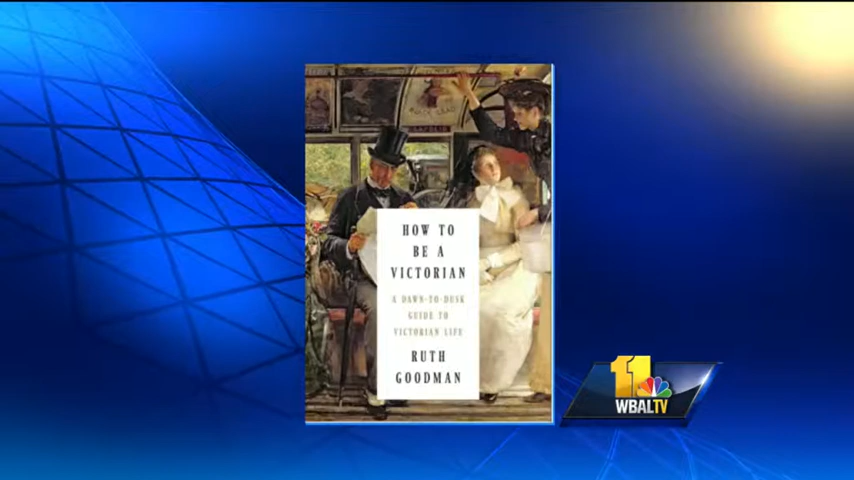 HOW TO
BE A
VICTORIAN
A DAWN-TO-DUSK
GUIDE TO
VICTORIAN LIFE
RUTH
GOODMAN
11
WBALTV